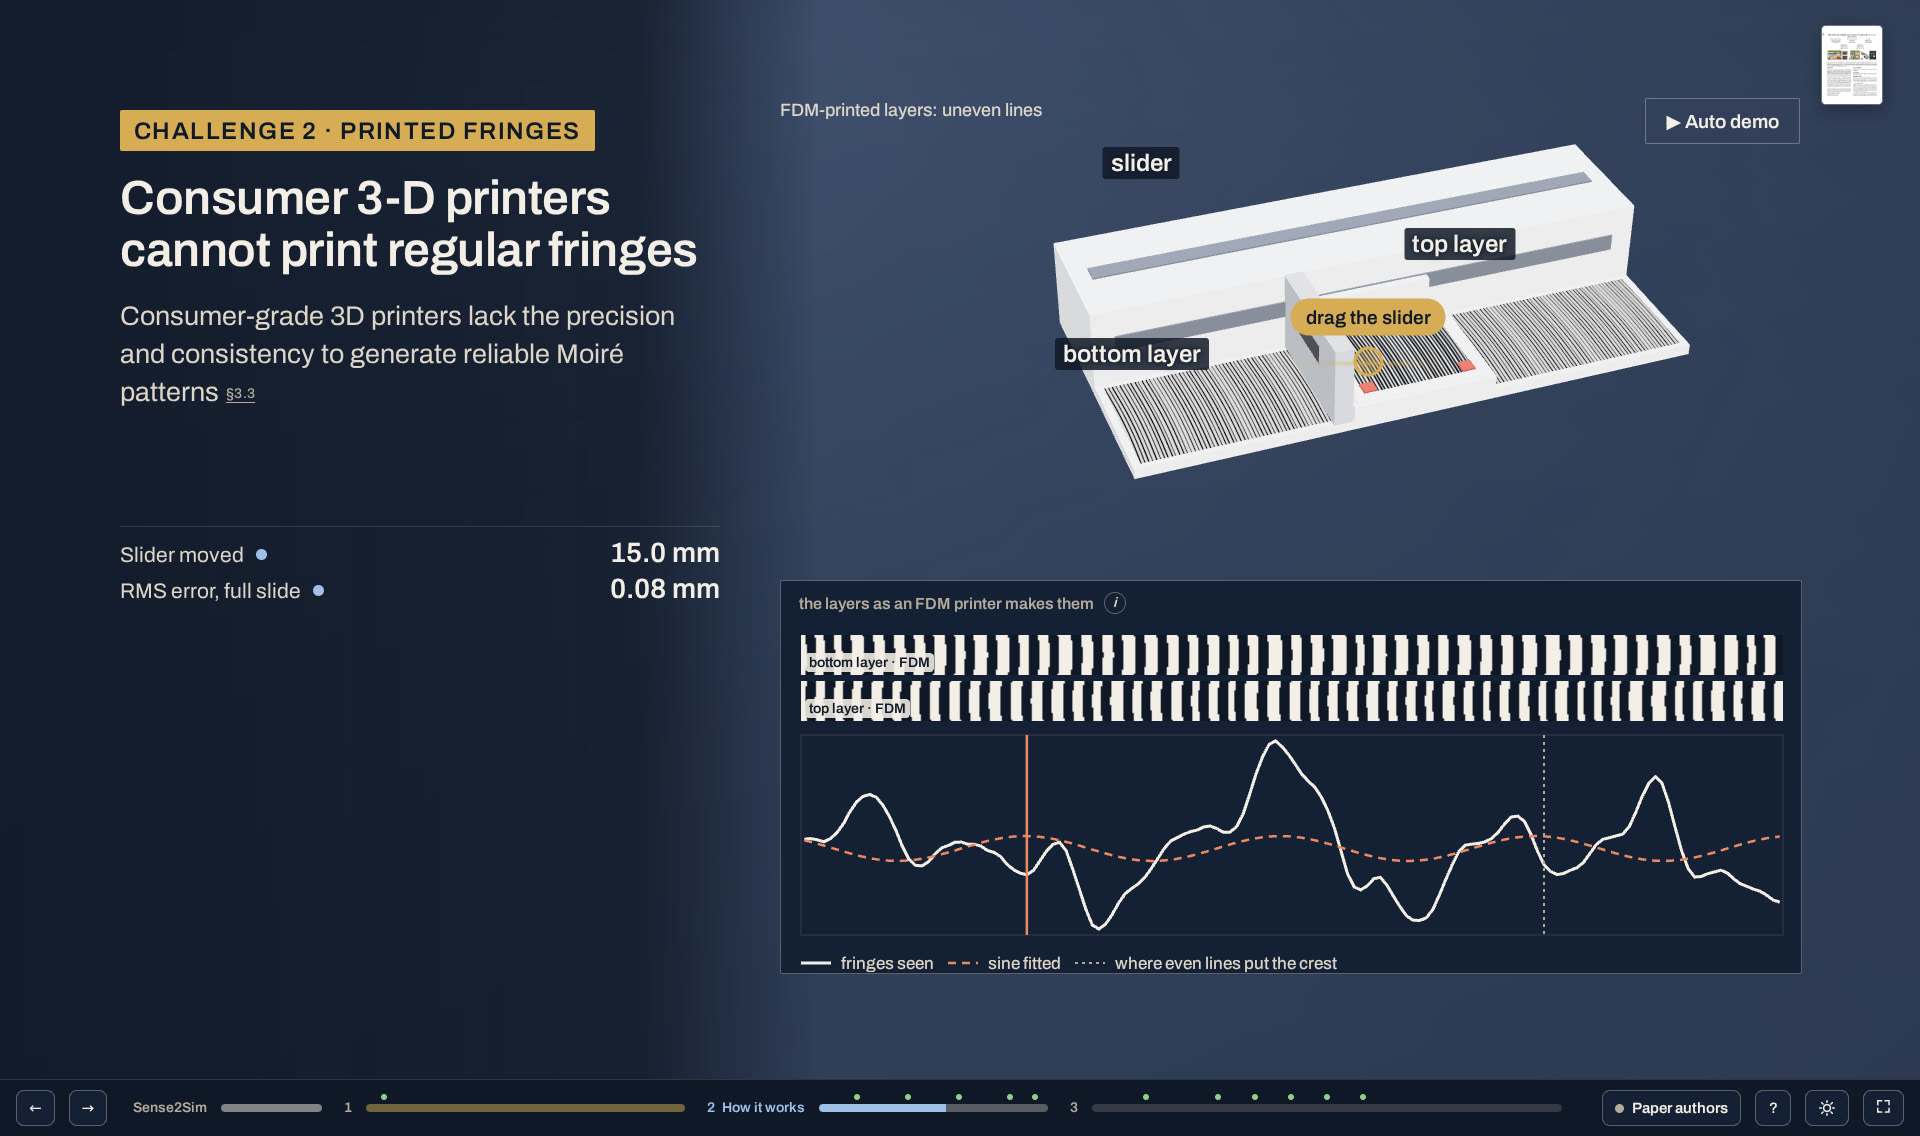 CHALLENGE 2 · PRINTED FRINGES
Consumer 3-D printers
cannot print regular fringes
Consumer-grade 3D printers lack the precision
and consistency to generate reliable Moiré
patterns §3.3
Slider moved 15.0 mm
RMS error, full slide 0.08 mm
FDM-printed layers: uneven lines
▶ Auto demo
slider
top layer
drag the slider
bottom layer
the layers as an FDM printer makes them i
bottom layer · FDM
top layer · FDM
fringes seen sine fitted where even lines put the crest
← → Sense2Sim 1 2 How it works 3 Paper authors ?